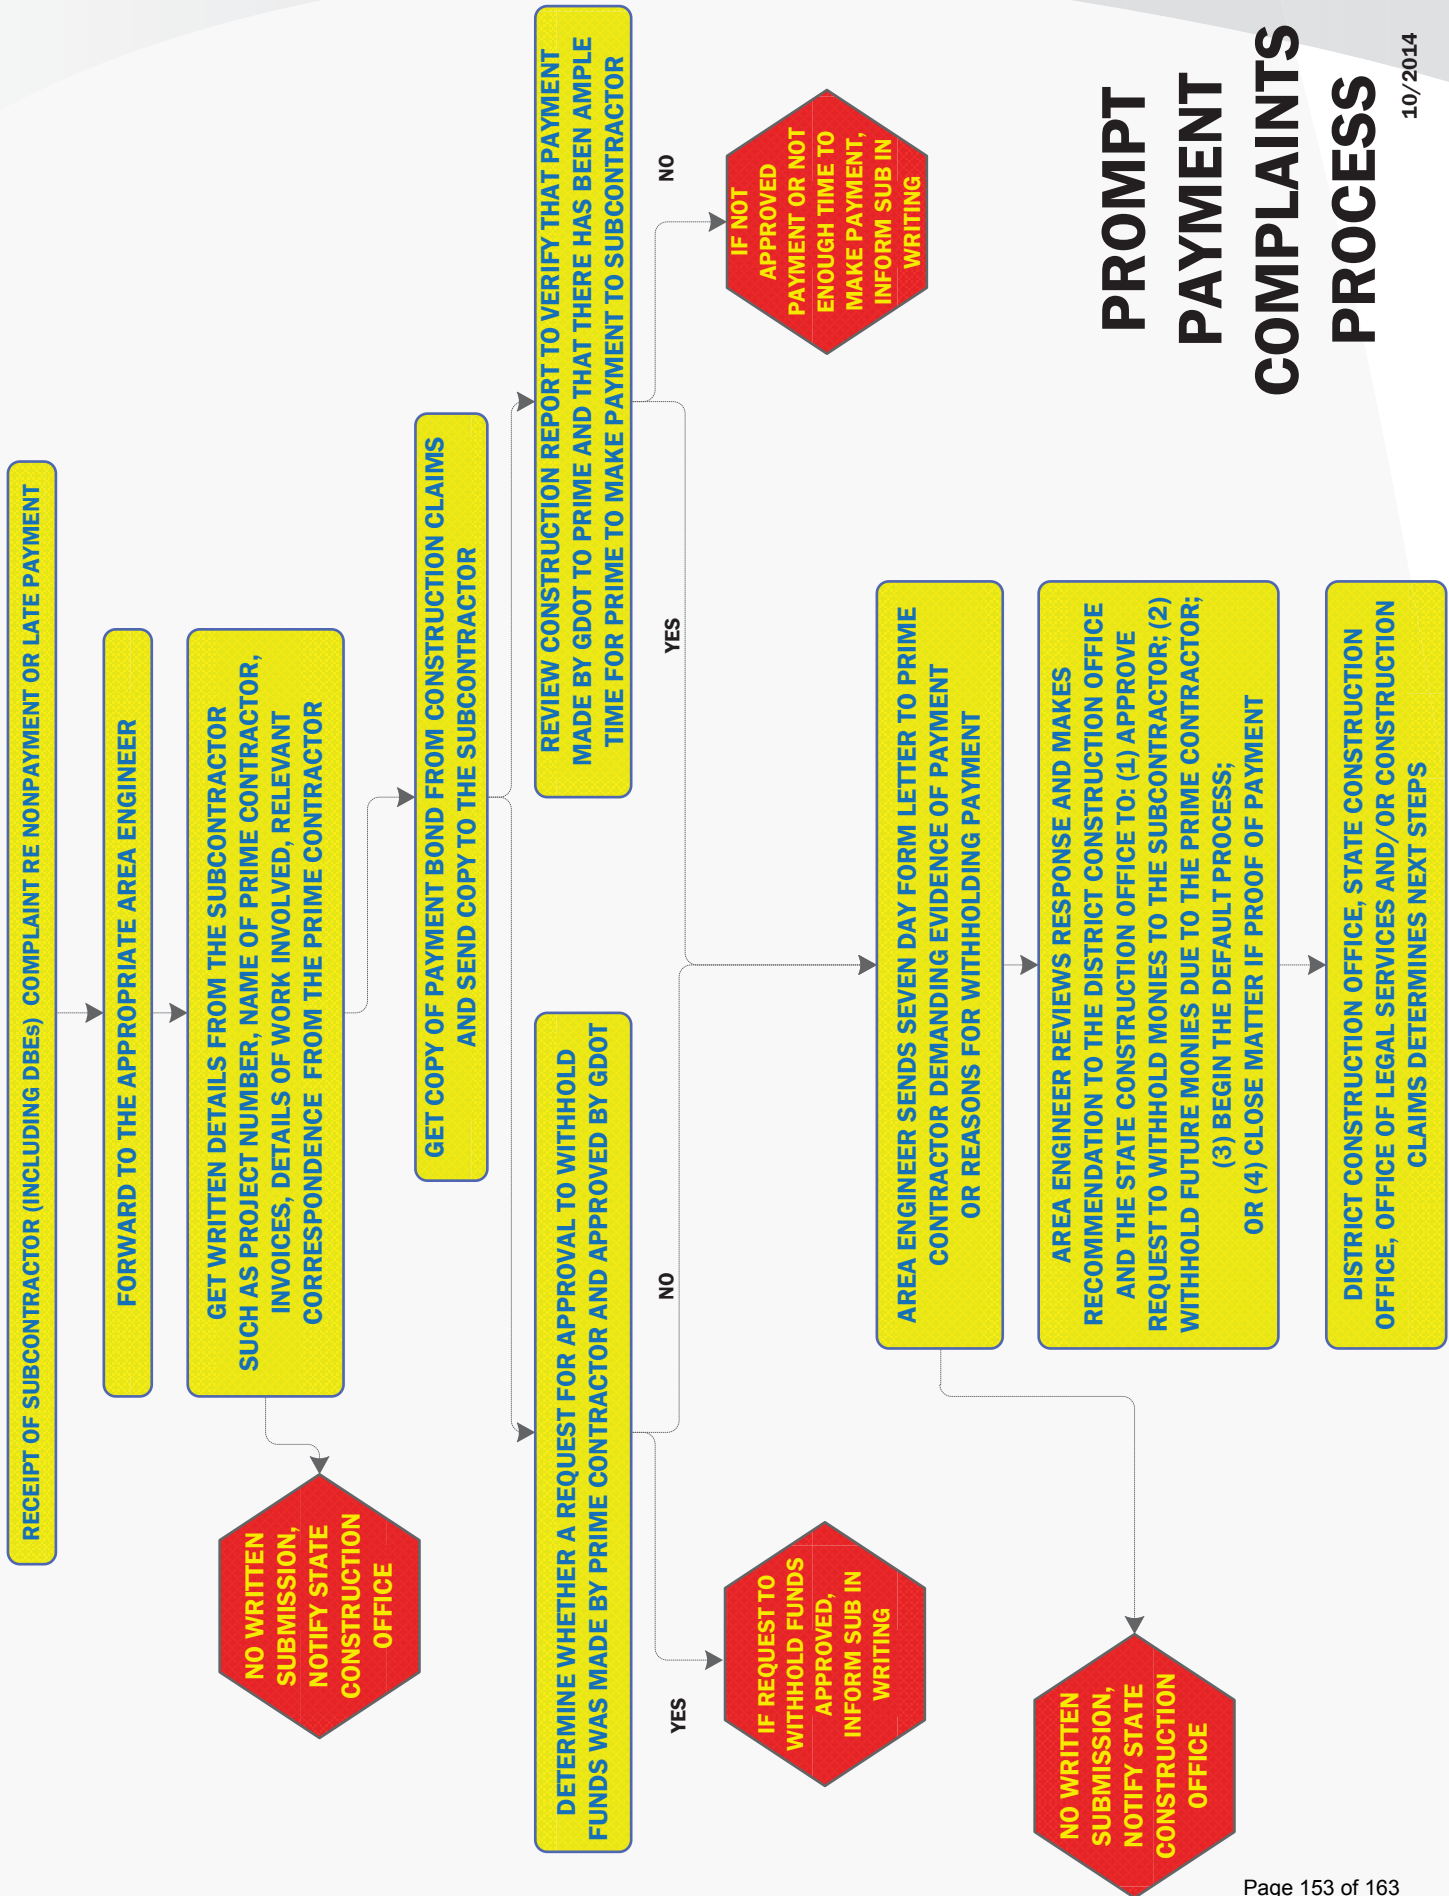 RECEIPT OF SUBCONTRACTOR (INCLUDING DBEs) COMPLAINT RE NONPAYMENT OR LATE PAYMENT
FORWARD TO THE APPROPRIATE AREA ENGINEER
GET WRITTEN DETAILS FROM THE SUBCONTRACTOR
SUCH AS PROJECT NUMBER, NAME OF PRIME CONTRACTOR,
INVOICES, DETAILS OF WORK INVOLVED, RELEVANT
CORRESPONDENCE FROM THE PRIME CONTRACTOR
NO WRITTEN
SUBMISSION,
NOTIFY STATE
CONSTRUCTION
OFFICE
GET COPY OF PAYMENT BOND FROM CONSTRUCTION CLAIMS
AND SEND COPY TO THE SUBCONTRACTOR
DETERMINE WHETHER A REQUEST FOR APPROVAL TO WITHHOLD
FUNDS WAS MADE BY PRIME CONTRACTOR AND APPROVED BY GDOT
REVIEW CONSTRUCTION REPORT TO VERIFY THAT PAYMENT
MADE BY GDOT TO PRIME AND THAT THERE HAS BEEN AMPLE
TIME FOR PRIME TO MAKE PAYMENT TO SUBCONTRACTOR
YES
NO
YES
NO
IF REQUEST TO
WITHHOLD FUNDS
APPROVED,
INFORM SUB IN
WRITING
IF NOT
APPROVED
PAYMENT OR NOT
ENOUGH TIME TO
MAKE PAYMENT,
INFORM SUB IN
WRITING
AREA ENGINEER SENDS SEVEN DAY FORM LETTER TO PRIME
CONTRACTOR DEMANDING EVIDENCE OF PAYMENT
OR REASONS FOR WITHHOLDING PAYMENT
NO WRITTEN
SUBMISSION,
NOTIFY STATE
CONSTRUCTION
OFFICE
AREA ENGINEER REVIEWS RESPONSE AND MAKES
RECOMMENDATION TO THE DISTRICT CONSTRUCTION OFFICE
AND THE STATE CONSTRUCTION OFFICE TO: (1) APPROVE
REQUEST TO WITHHOLD MONIES TO THE SUBCONTRACTOR; (2)
WITHHOLD FUTURE MONIES DUE TO THE PRIME CONTRACTOR;
(3) BEGIN THE DEFAULT PROCESS;
OR (4) CLOSE MATTER IF PROOF OF PAYMENT
DISTRICT CONSTRUCTION OFFICE, STATE CONSTRUCTION
OFFICE, OFFICE OF LEGAL SERVICES AND/OR CONSTRUCTION
CLAIMS DETERMINES NEXT STEPS
PROMPT
PAYMENT
COMPLAINTS
PROCESS
10/2014
Page 153 of 163